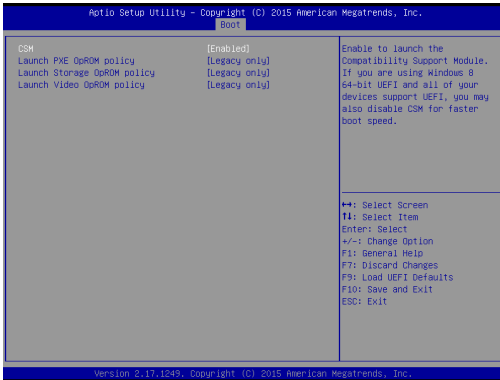 Aptio Setup Utility – Copyright (C) 2015 American Megatrends, Inc.
Boot
CSM [Enabled]
Launch PXE OpROM policy [Legacy only]
Launch Storage OpROM policy [Legacy only]
Launch Video OpROM policy [Legacy only]
Enable to launch the
Compatibility Support Module.
If you are using Windows 8
64-bit UEFI and all of your
devices support UEFI, you may
also disable CSM for faster
boot speed.
↔: Select Screen
↑↓: Select Item
Enter: Select
+/-: Change Option
F1: General Help
F7: Discard Changes
F9: Load UEFI Defaults
F10: Save and Exit
ESC: Exit
Version 2.17.1249. Copyright (C) 2015 American Megatrends, Inc.